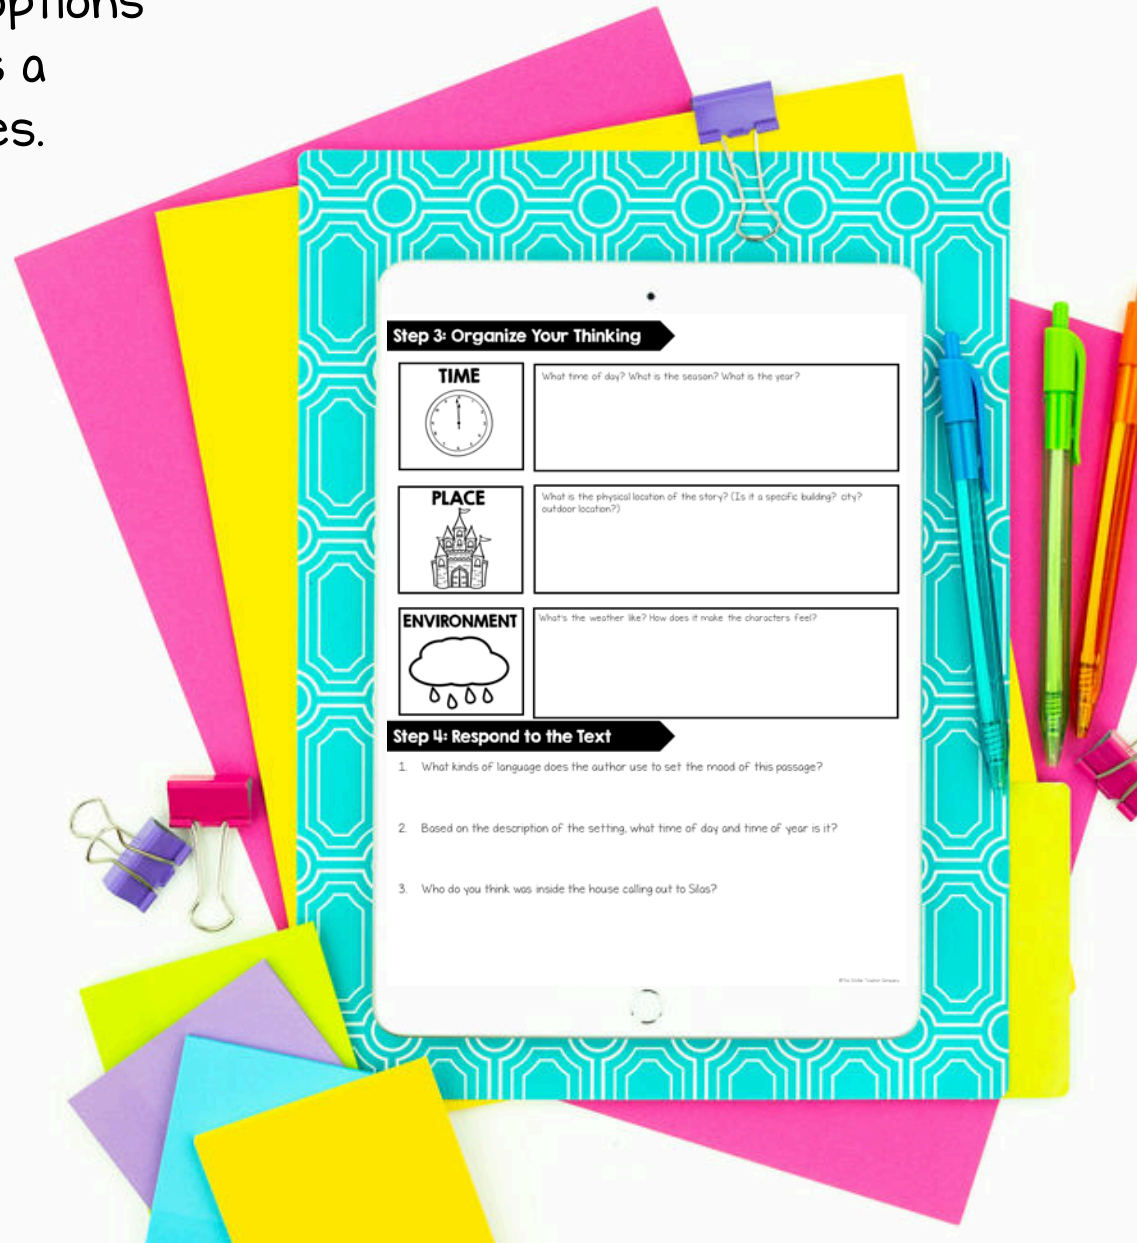 options
s a
es.
Step 3: Organize Your Thinking
TIME
What time of day? What is the season? What is the year?
PLACE
What is the physical location of the story? (Is it a specific building? city?
outdoor location?)
ENVIRONMENT
What's the weather like? How does it make the characters feel?
Step 4: Respond to the Text
1. What kinds of language does the author use to set the mood of this passage?
2. Based on the description of the setting, what time of day and time of year is it?
3. Who do you think was inside the house calling out to Silas?